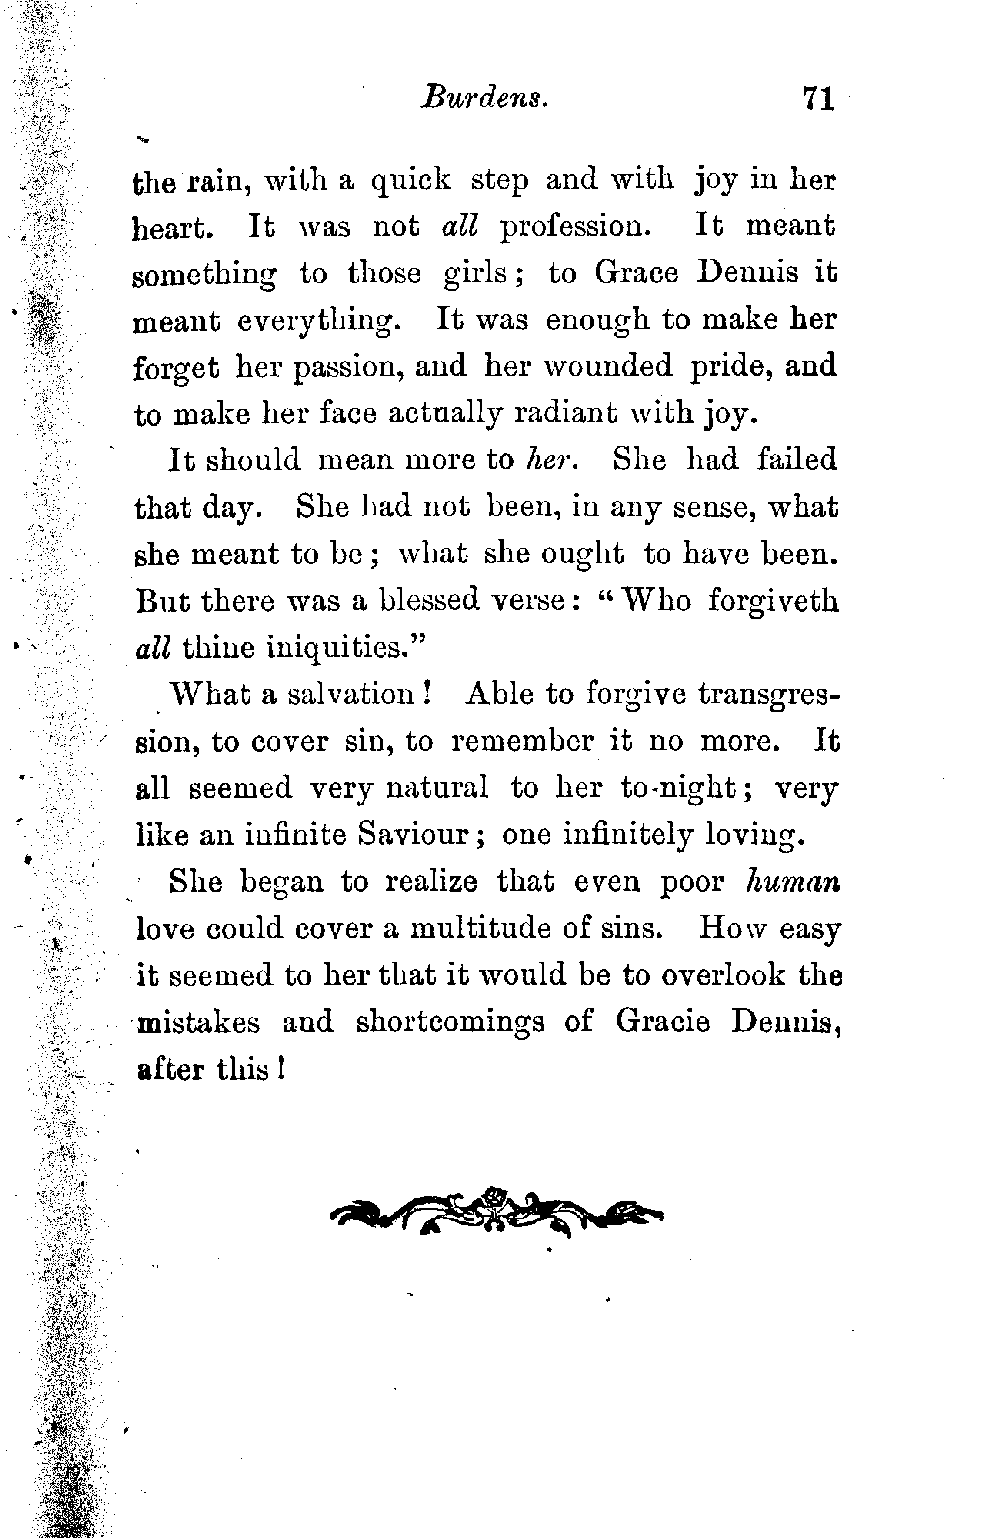 Burdens. 71
the rain, with a quick step and with joy in her
heart. It was not all profession. It meant
something to those girls; to Grace Dennis it
meant everything. It was enough to make her
forget her passion, and her wounded pride, and
to make her face actually radiant with joy.
It should mean more to her. She had failed
that day. She had not been, in any sense, what
she meant to be; what she ought to have been.
But there was a blessed verse: “Who forgiveth
all thine iniquities.”
What a salvation! Able to forgive transgres-
sion, to cover sin, to remember it no more. It
all seemed very natural to her to-night; very
like an infinite Saviour; one infinitely loving.
She began to realize that even poor human
love could cover a multitude of sins. How easy
it seemed to her that it would be to overlook the
mistakes and shortcomings of Gracie Dennis,
after this!